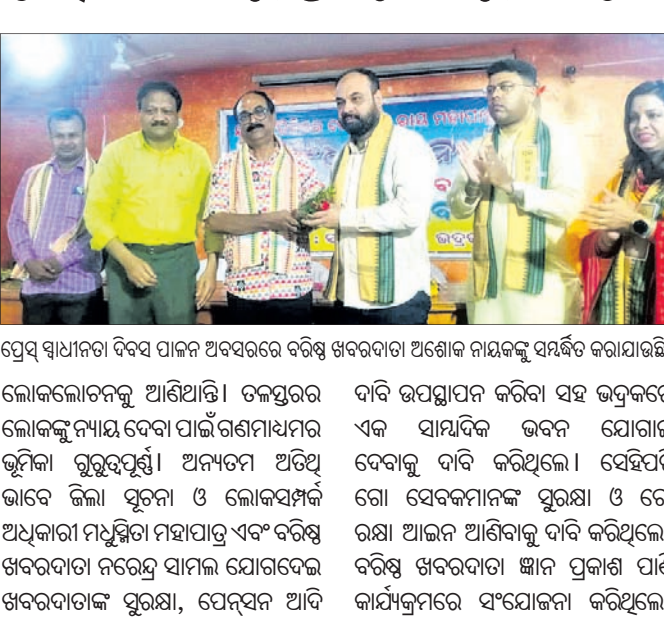 ପ୍ରେସ୍ ସ୍ୱାଧୀନତା ଦିବସ ପାଳନ ଅବସରରେ ବରିଷ୍ଠ ଖବରଦାତା ଅଶୋକ ନାୟକଙ୍କୁ ସମ୍ବର୍ଦ୍ଧିତ କରାଯାଉଛି
ଲୋକଲୋଚନକୁ ଆଣିଥାନ୍ତି। ତଳସ୍ତରର
ଲୋକଙ୍କୁ ନ୍ୟାୟ ଦେବା ପାଇଁ ଗଣମାଧ୍ୟମର
ଭୂମିକା ଗୁରୁତ୍ୱପୂର୍ଣ୍ଣ। ଅନ୍ୟତମ ଅତିଥି
ଭାବେ ଜିଲା ସୂଚନା ଓ ଲୋକସମ୍ପର୍କ
ଅଧିକାରୀ ମଧୁସ୍ମିତା ମହାପାତ୍ର ଏବଂ ବରିଷ୍ଠ
ଖବରଦାତା ନରେନ୍ଦ୍ର ସାମଲ ଯୋଗଦେଇ
ଖବରଦାତାଙ୍କ ସୁରକ୍ଷା, ପେନ୍‌ସନ ଆଦି
ଦାବି ଉପସ୍ଥାପନ କରିବା ସହ
ଏକ ସାମ୍ବାଦିକ ଭବନ
ଦେବାକୁ ଦାବି କରିଥିଲେ।
ଗୋ ସେବକମାନଙ୍କ ସୁରକ୍ଷା ଓ
ରକ୍ଷା ଆଇନ ଆଣିବାକୁ ଦାବି କରିଥିଲେ
ବରିଷ୍ଠ ଖବରଦାତା ଜ୍ଞାନ ପ୍ରକାଶ
କାର୍ଯ୍ୟକ୍ରମରେ ସଂଯୋଜନା କରିଥିଲେ